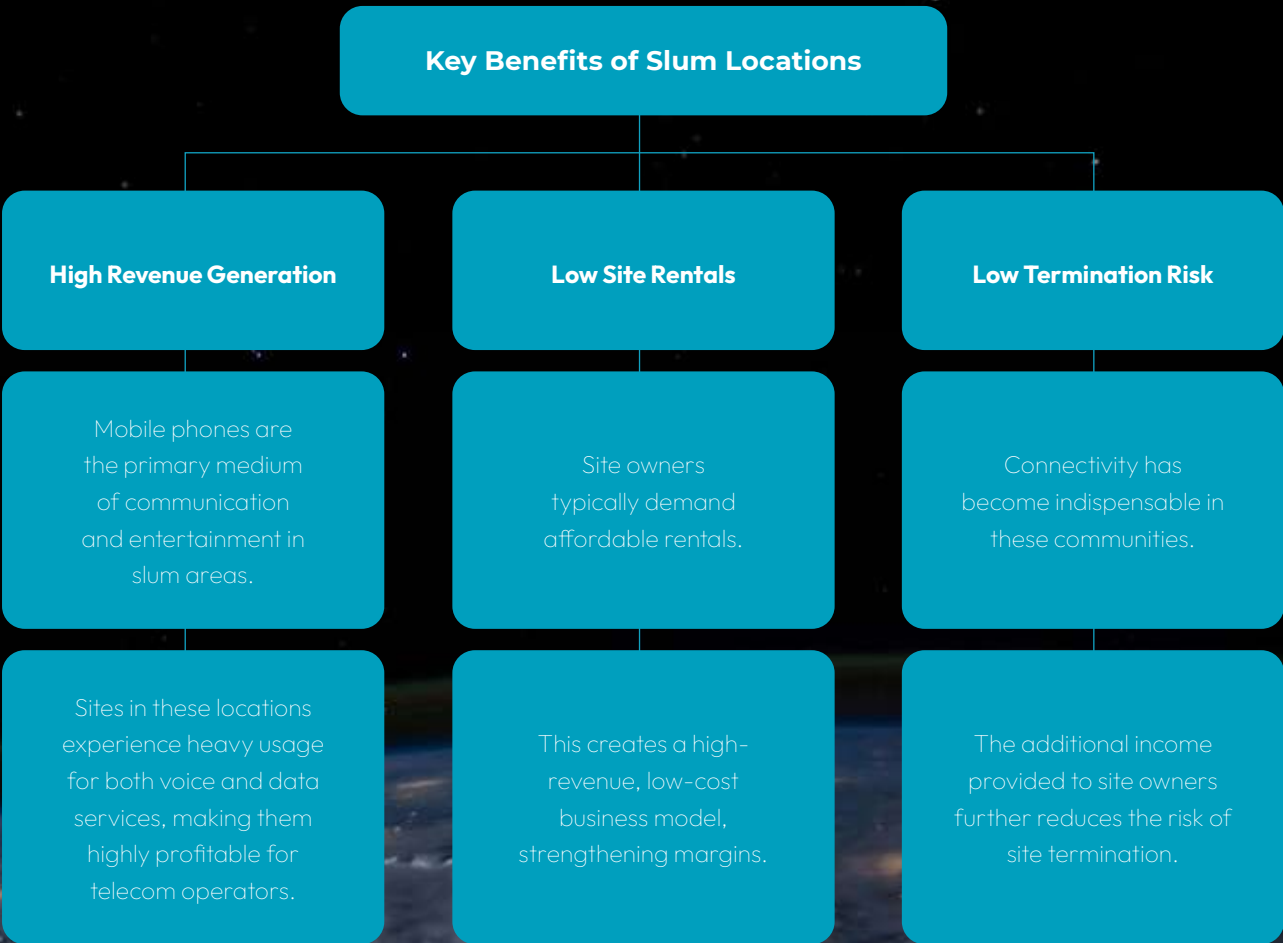 Key Benefits of Slum Locations
High Revenue Generation
Mobile phones are
the primary medium
of communication
and entertainment in
slum areas.
Sites in these locations
experience heavy usage
for both voice and data
services, making them
highly profitable for
telecom operators.
Low Site Rentals
Site owners
typically demand
affordable rentals.
This creates a high-
revenue, low-cost
business model,
strengthening margins.
Low Termination Risk
Connectivity has
become indispensable in
these communities.
The additional income
provided to site owners
further reduces the risk of
site termination.